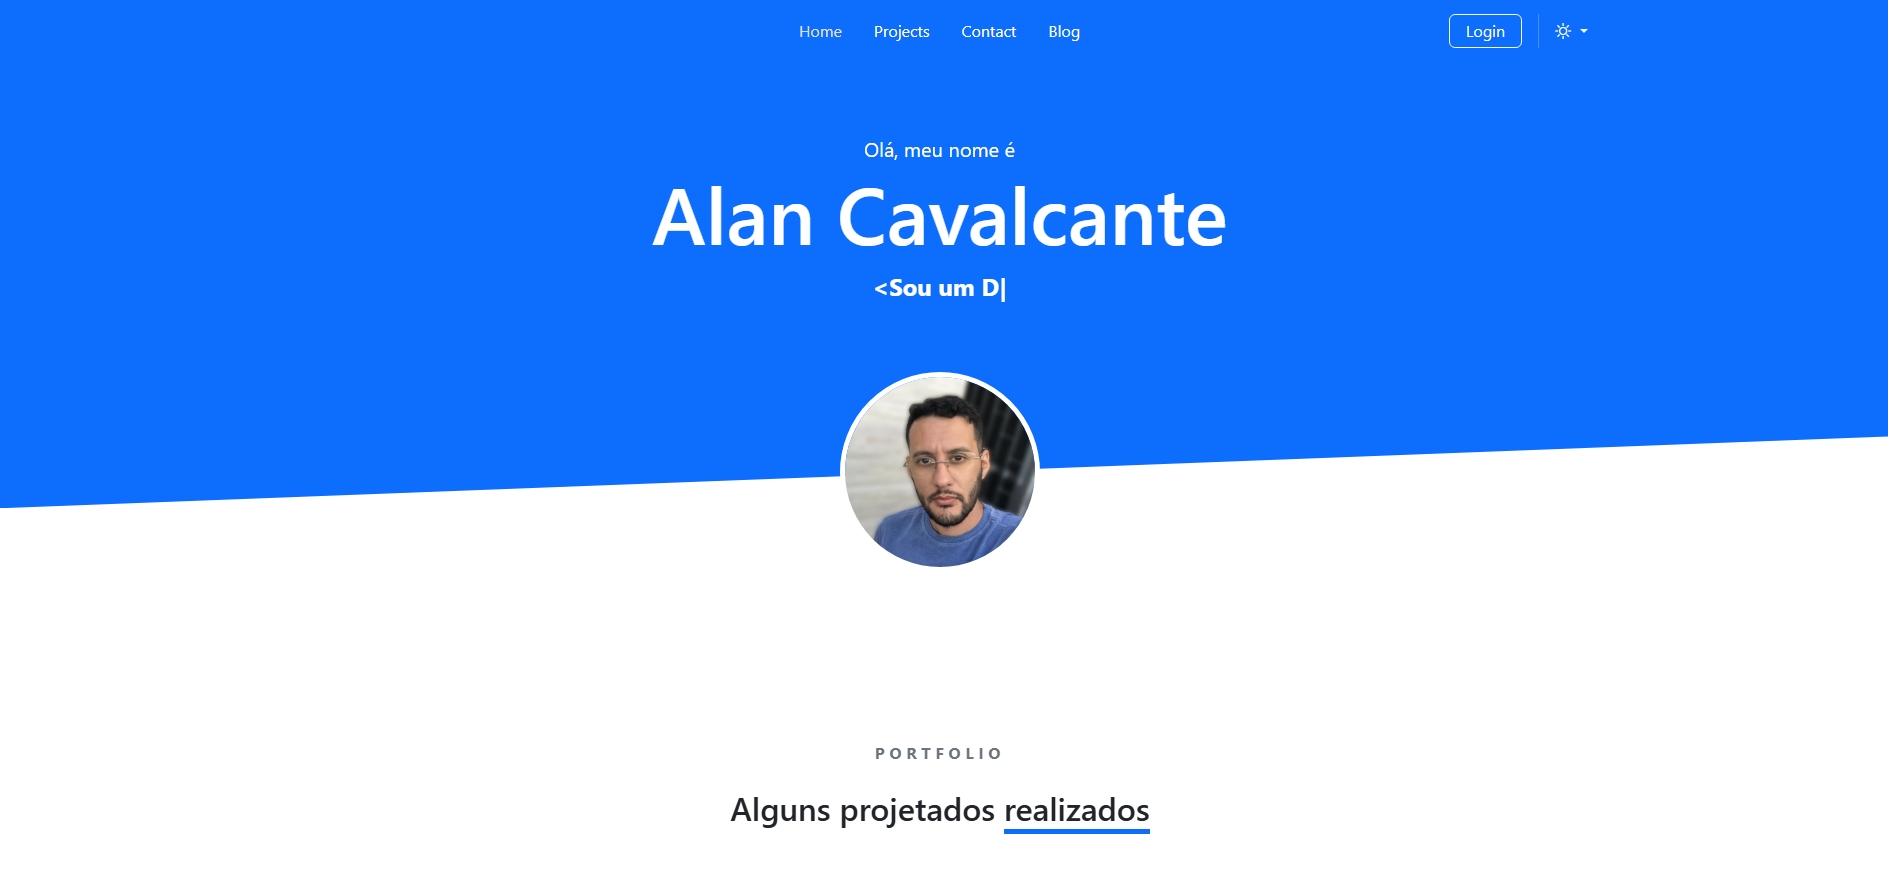 Home Projects Contact Blog Login
Olá, meu nome é
Alan Cavalcante
<Sou um D|
PORTFOLIO
Alguns projetados realizados